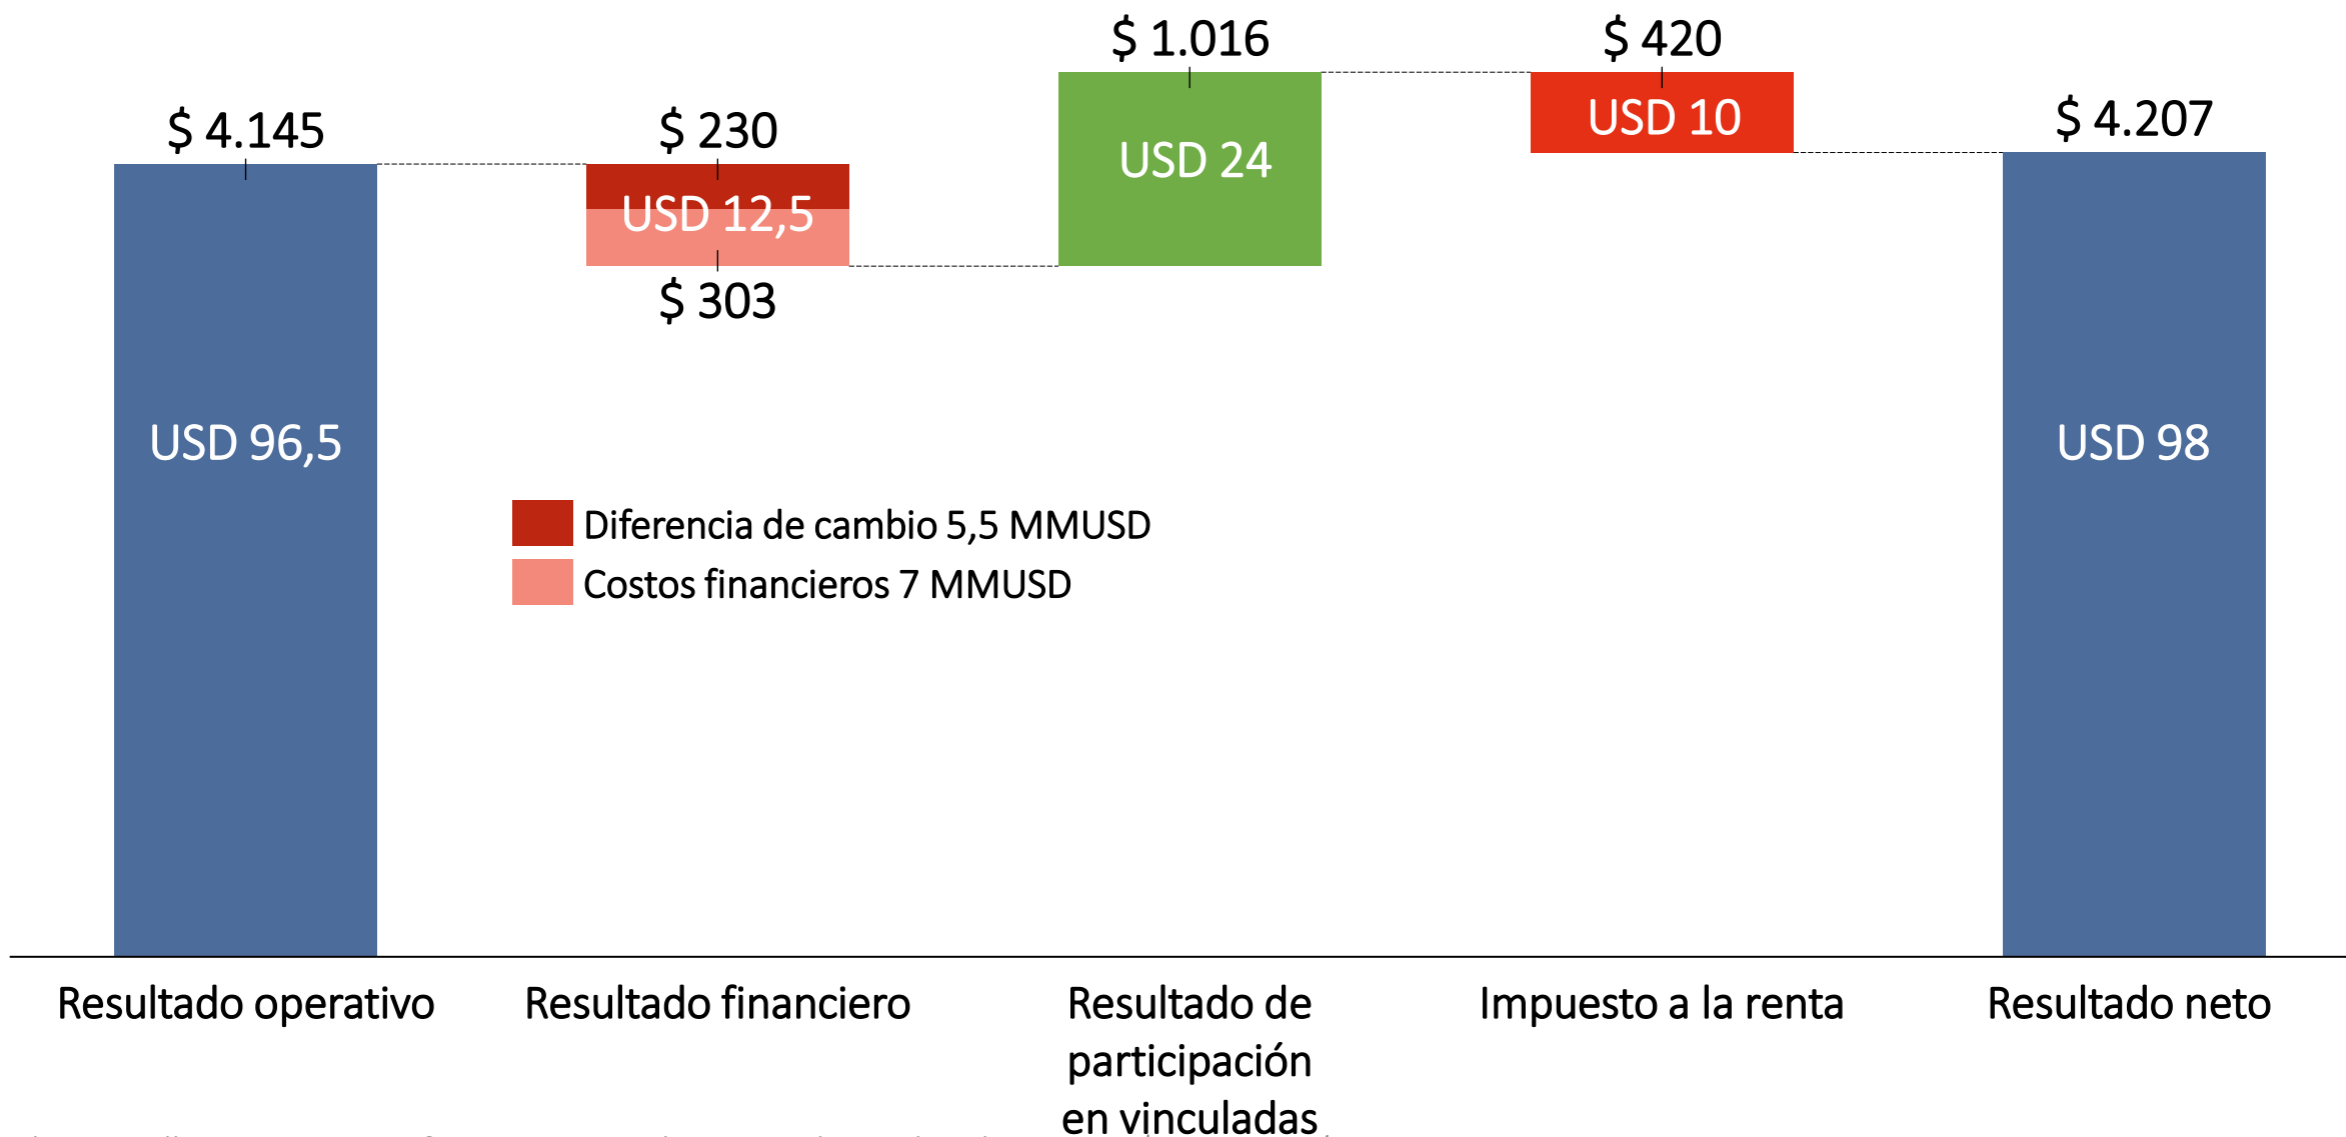 $ 4.145
$ 230
$ 1.016
$ 420
$ 4.207
USD 96,5
USD 12,5
USD 24
USD 10
USD 98
$ 303
Diferencia de cambio 5,5 MMUSD
Costos financieros 7 MMUSD
Resultado operativo
Resultado financiero
Resultado de
participación
en vinculadas
Impuesto a la renta
Resultado neto